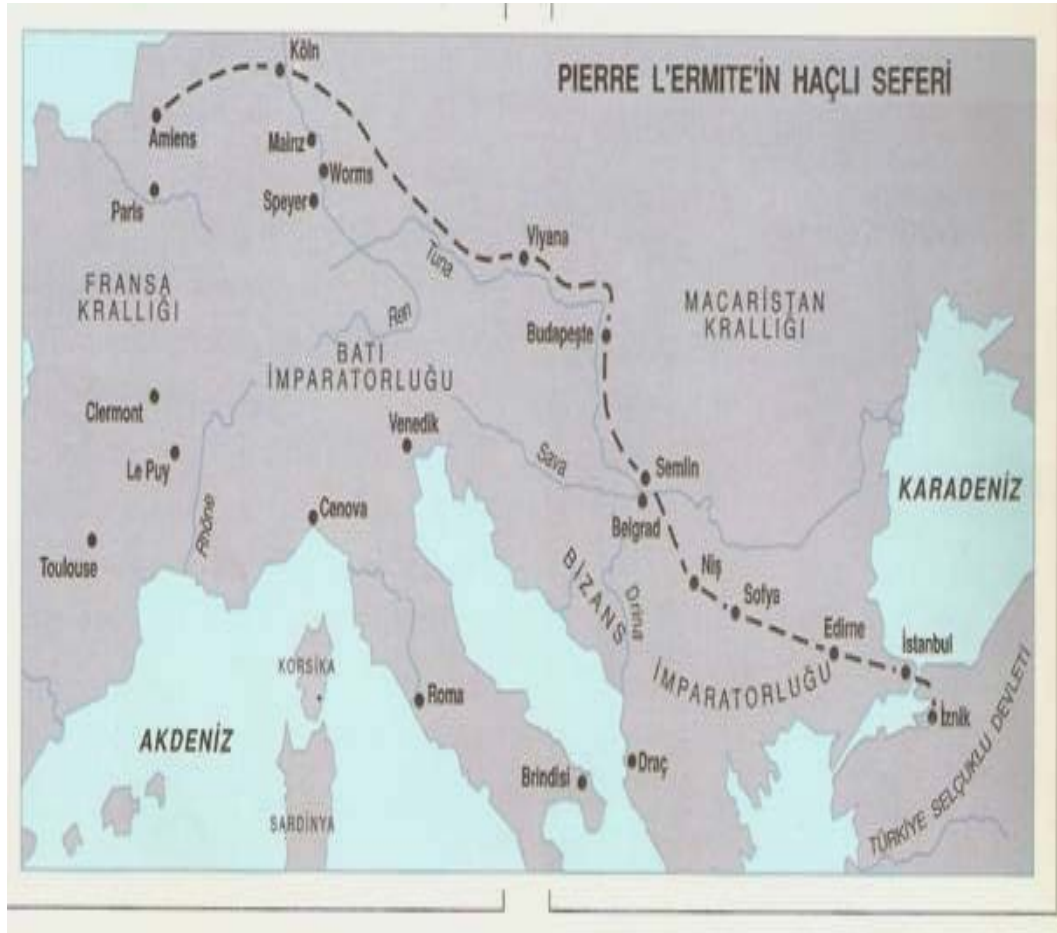 PIERRE L'ERMITE'IN HAÇLI SEFERİ
Köln
Amiens
Mainz
Worms
Paris
Speyer
Viyana
Tuna
FRANSA
KRALLIĞI
MACARİSTAN
KRALLIĞI
Ren
Budapeşte
BATI
İMPARATORLUĞU
Clermont
Venedik
Le Puy
Sava
Semlin
KARADENİZ
Belgrad
Cenova
Rhône
Toulouse
Niş
Sofya
BİZANS
İMPARATORLUĞU
Edirne
İstanbul
KORSİKA
Roma
İznik
AKDENİZ
Draç
Brindisi
SARDİNYA
TÜRKİYE SELÇUKLU DEVLETİ